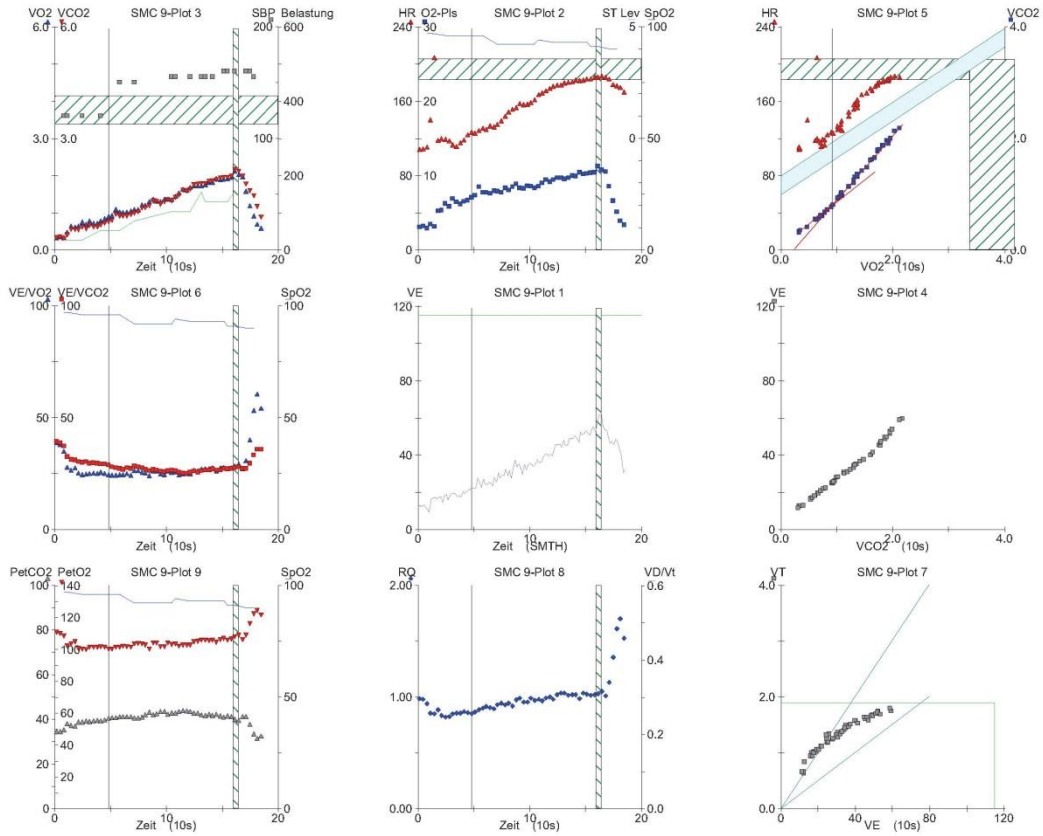 VO2 VCO2 SMC 9-Plot 3 SBP Belastung
6.0 6.0 200 600
400
3.0 3.0 100
200
0.0 0 10 20 0
Zeit (10s)
HR O2-Pls SMC 9-Plot 2 ST Lev SpO2
240 30 5 100
160 20
0 50
80 10
0 0 10 20 0
Zeit (10s)
HR SMC 9-Plot 5 VCO2
240 4.0
160
2.0
80
0 0.0 2.0 4.0 0.0
VO2 (10s)
VE/VO2 VE/VCO2 SMC 9-Plot 6 SpO2
100 100 100
50 50 50
0 0 10 20 0
Zeit (10s)
VE SMC 9-Plot 1
120
80
40
0 0 10 20
Zeit (SMTH)
VE SMC 9-Plot 4
120
80
40
0 0.0 2.0 4.0
VCO2 (10s)
PetCO2 PetO2 SMC 9-Plot 9 SpO2
100 140 100
120
80
100
60
80
50
40 60
40
20
20
0 0 10 20 0
Zeit (10s)
RQ SMC 9-Plot 8 VD/Vt
2.00 0.6
0.4
1.00
0.2
0.00 0 10 20 0.0
Zeit (10s)
VT SMC 9-Plot 7
4.0
2.0
0.0 0 40 80 120
VE (10s)